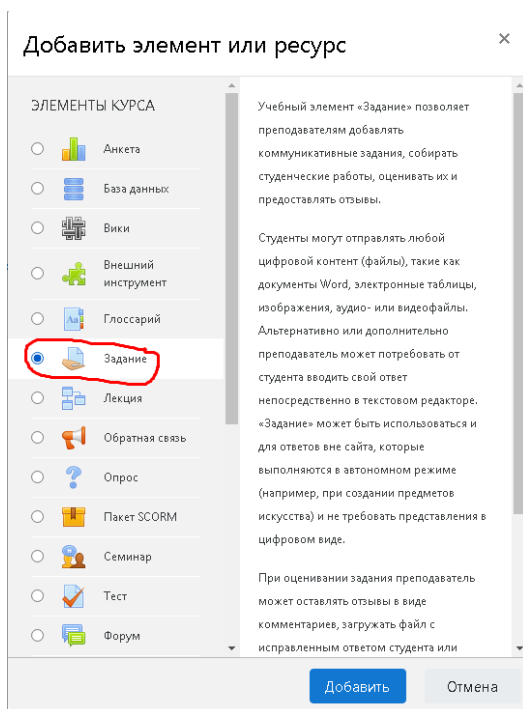 Добавить элемент или ресурс
×
ЭЛЕМЕНТЫ КУРСА
Анкета
База данных
Вики
Внешний
инструмент
Глоссарий
Задание
Лекция
Обратная связь
Опрос
Пакет SCORM
Семинар
Тест
Форум
Учебный элемент «Задание» позволяет
преподавателям добавлять
коммуникативные задания, собирать
студенческие работы, оценивать их и
предоставлять отзывы.
Студенты могут отправлять любой
цифровой контент (файлы), такие как
документы Word, электронные таблицы,
изображения, аудио- или видеофайлы.
Альтернативно или дополнительно
преподаватель может потребовать от
студента вводить свой ответ
непосредственно в текстовом редакторе.
«Задание» может быть использоваться и
для ответов вне сайта, которые
выполняются в автономном режиме
(например, при создании предметов
искусства) и не требовать представления в
цифровом виде.
При оценивании задания преподаватель
может оставлять отзывы в виде
комментариев, загружать файл с
исправленным ответом студента или
Добавить
Отмена